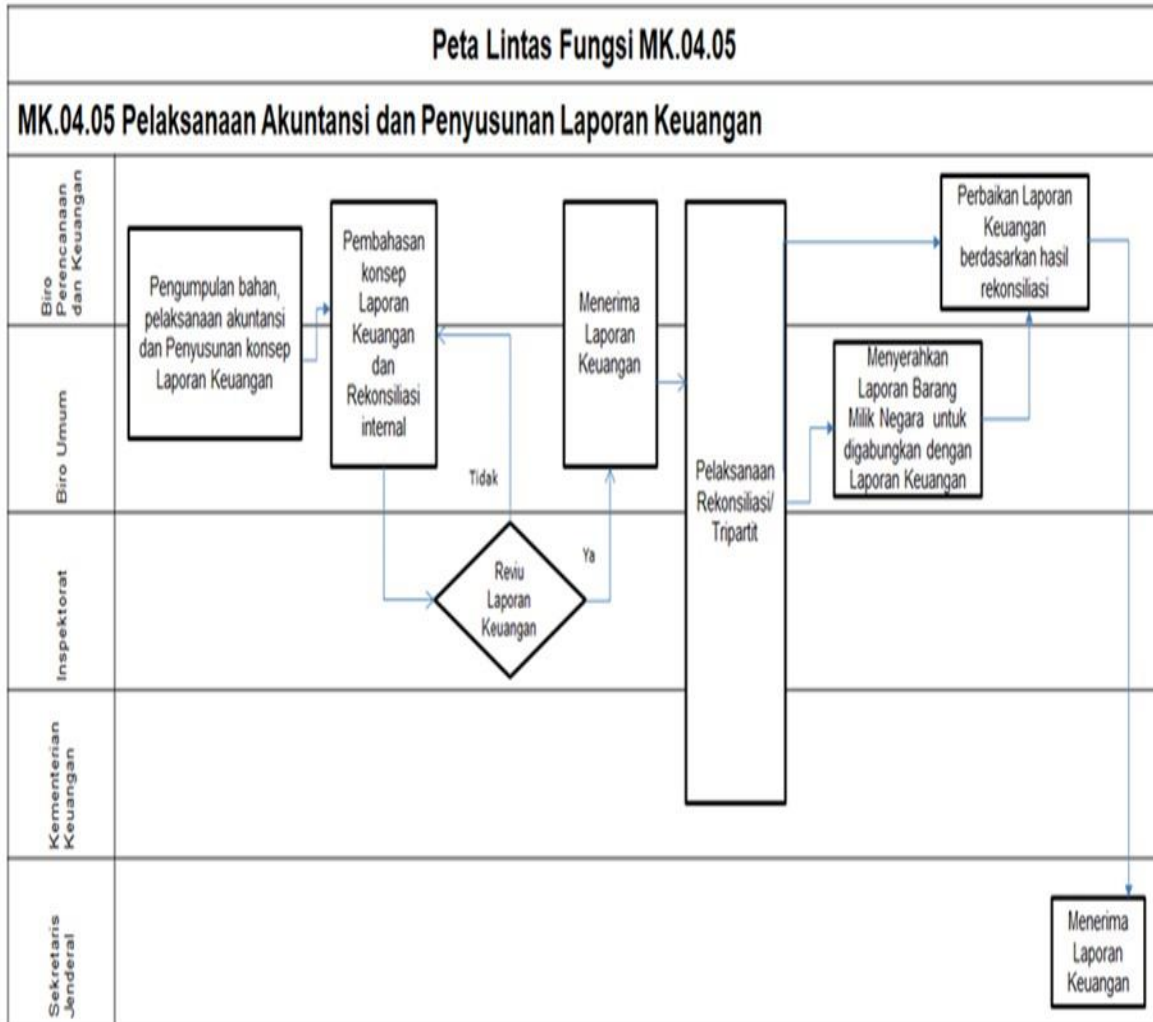 Peta Lintas Fungsi MK.04.05
MK.04.05 Pelaksanaan Akuntansi dan Penyusunan Laporan Keuangan
Biro
Perencanaan
dan Keuangan
Pengumpulan bahan,
pelaksanaan akuntansi
dan Penyusunan konsep
Laporan Keuangan
Pembahasan
konsep
Laporan
Keuangan
dan
Rekonsiliasi
internal
Menerima
Laporan
Keuangan
Pelaksanaan
Rekonsiliasi/
Tripartit
Perbaikan Laporan
Keuangan
berdasarkan hasil
rekonsiliasi
Biro Umum
Menyerahkan
Laporan Barang
Milik Negara untuk
digabungkan dengan
Laporan Keuangan
Tidak
Inspektorat
Reviu
Laporan
Keuangan
Ya
Kementerian
Keuangan
Sekretaris
Jenderal
Menerima
Laporan
Keuangan